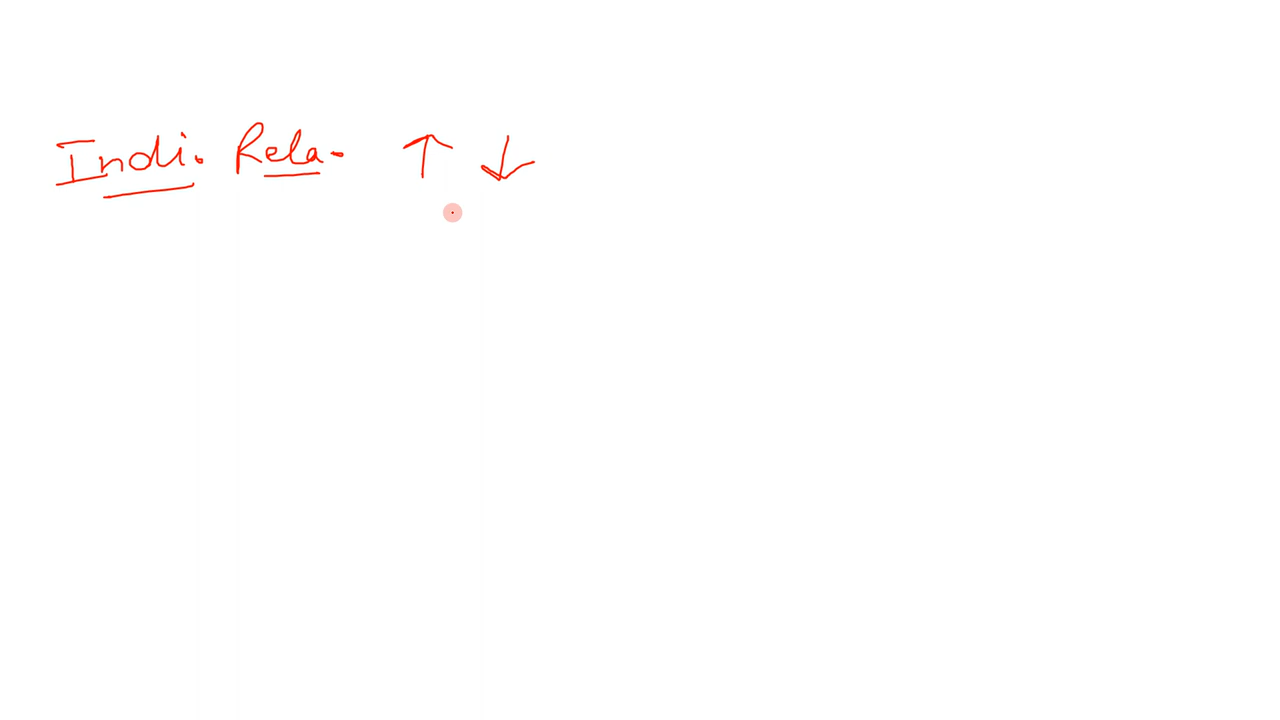 Indi. Rela. ↑ ↓